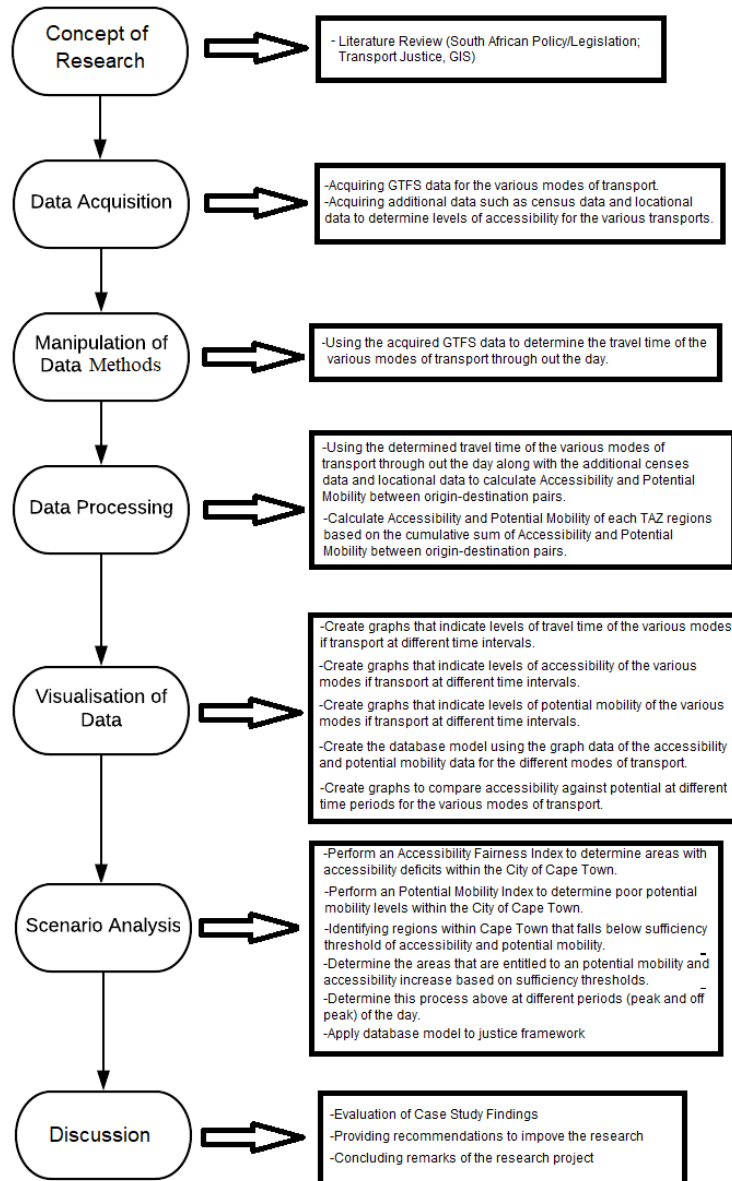 Concept of
Research
- Literature Review (South African Policy/Legislation;
Transport Justice, GIS)
Data Acquisition
-Acquiring GTFS data for the various modes of transport.
-Acquiring additional data such as census data and locational
data to determine levels of accessibility for the various transports.
Manipulation of
Data Methods
-Using the acquired GTFS data to determine the travel time of the
various modes of transport through out the day.
Data Processing
-Using the determined travel time of the various modes of
transport through out the day along with the additional censes
data and locational data to calculate Accessibility and Potential
Mobility between origin-destination pairs.
-Calculate Accessibility and Potential Mobility of each TAZ regions
based on the cumulative sum of Accessibility and Potential
Mobility between origin-destination pairs.
Visualisation of
Data
-Create graphs that indicate levels of travel time of the various modes
if transport at different time intervals.
-Create graphs that indicate levels of accessibility of the various
modes if transport at different time intervals.
-Create graphs that indicate levels of potential mobility of the various
modes if transport at different time intervals.
-Create the database model using the graph data of the accessibility
and potential mobility data for the different modes of transport.
-Create graphs to compare accessibility against potential at different
time periods for the various modes of transport.
Scenario Analysis
-Perform an Accessibility Fairness Index to determine areas with
accessibility deficits within the City of Cape Town.
-Perform an Potential Mobility Index to determine poor potential
mobility levels within the City of Cape Town.
-Identifying regions within Cape Town that falls below sufficiency
threshold of accessibility and potential mobility.
-Determine the areas that are entitled to an potential mobility and
accessibility increase based on sufficiency thresholds.
-Determine this process above at different periods (peak and off
peak) of the day.
-Apply database model to justice framework
Discussion
-Evaluation of Case Study Findings
-Providing recommendations to impove the research
-Concluding remarks of the research project